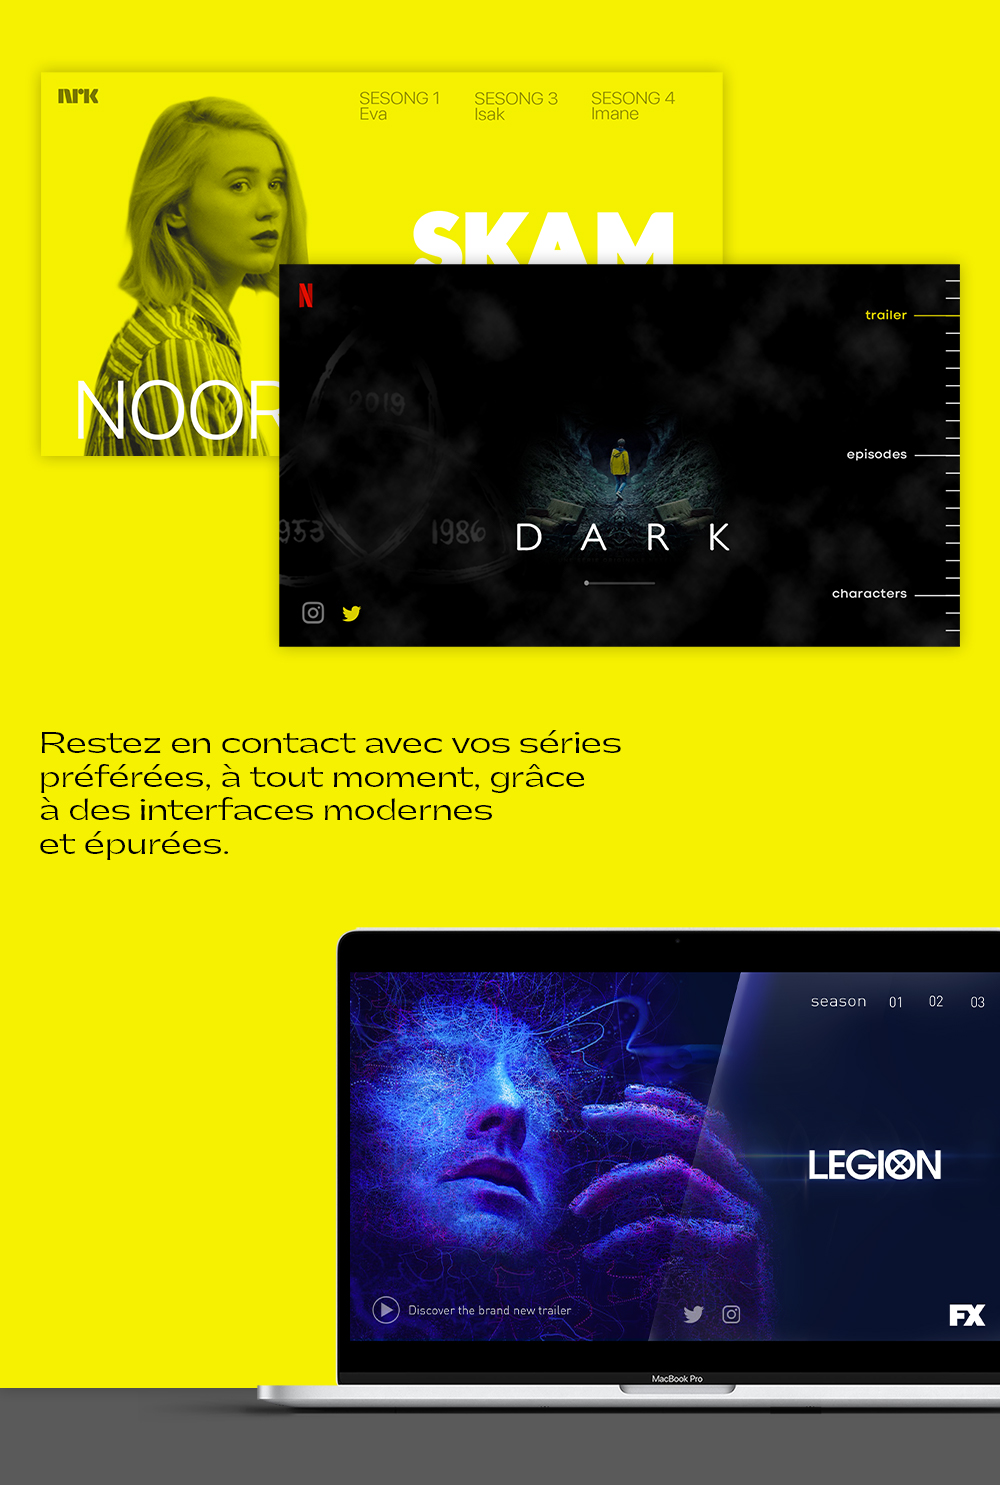 nrk
SESONG 1
Eva
SESONG 3
Isak
SESONG 4
Imane
SKAM
NOOR
N
trailer
2019
episodes
1953
1986
DARK
characters
Restez en contact avec vos séries
préférées, à tout moment, grâce
à des interfaces modernes
et épurées.
season 01 02 03
LEGION
Discover the brand new trailer
FX
MacBook Pro